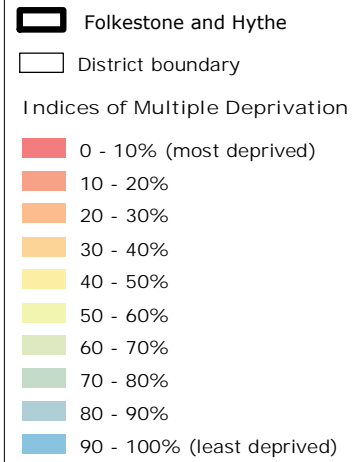 Folkestone and Hythe
District boundary
Indices of Multiple Deprivation
0 - 10% (most deprived)
10 - 20%
20 - 30%
30 - 40%
40 - 50%
50 - 60%
60 - 70%
70 - 80%
80 - 90%
90 - 100% (least deprived)